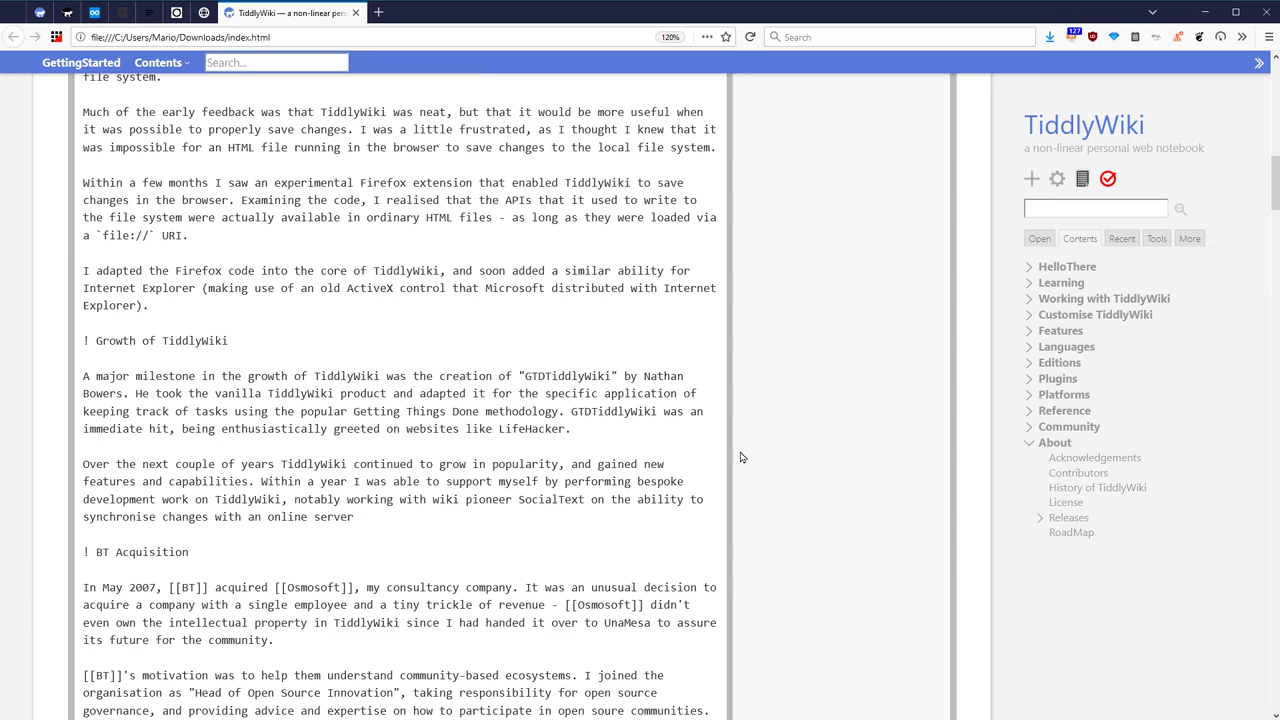 TiddlyWiki — a non-linear pers
file:///C:/Users/Mario/Downloads/index.html
120%
Search
127
GettingStarted
Contents
Search...
file system.
Much of the early feedback was that TiddlyWiki was neat, but that it would be more useful when
it was possible to properly save changes. I was a little frustrated, as I thought I knew that it
was impossible for an HTML file running in the browser to save changes to the local file system.
Within a few months I saw an experimental Firefox extension that enabled TiddlyWiki to save
changes in the browser. Examining the code, I realised that the APIs that it used to write to
the file system were actually available in ordinary HTML files - as long as they were loaded via
a `file://` URI.
I adapted the Firefox code into the core of TiddlyWiki, and soon added a similar ability for
Internet Explorer (making use of an old ActiveX control that Microsoft distributed with Internet
Explorer).
! Growth of TiddlyWiki
A major milestone in the growth of TiddlyWiki was the creation of "GTDTiddlyWiki" by Nathan
Bowers. He took the vanilla TiddlyWiki product and adapted it for the specific application of
keeping track of tasks using the popular Getting Things Done methodology. GTDTiddlyWiki was an
immediate hit, being enthusiastically greeted on websites like LifeHacker.
Over the next couple of years TiddlyWiki continued to grow in popularity, and gained new
features and capabilities. Within a year I was able to support myself by performing bespoke
development work on TiddlyWiki, notably working with wiki pioneer SocialText on the ability to
synchronise changes with an online server
! BT Acquisition
In May 2007, [[BT]] acquired [[Osmosoft]], my consultancy company. It was an unusual decision to
acquire a company with a single employee and a tiny trickle of revenue - [[Osmosoft]] didn't
even own the intellectual property in TiddlyWiki since I had handed it over to UnaMesa to assure
its future for the community.
[[BT]]'s motivation was to help them understand community-based ecosystems. I joined the
organisation as "Head of Open Source Innovation", taking responsibility for open source
governance, and providing advice and expertise on how to participate in open soure communities.
TiddlyWiki
a non-linear personal web notebook
Open
Contents
Recent
Tools
More
HelloThere
Learning
Working with TiddlyWiki
Customise TiddlyWiki
Features
Languages
Editions
Plugins
Platforms
Reference
Community
About
Acknowledgements
Contributors
History of TiddlyWiki
License
Releases
RoadMap